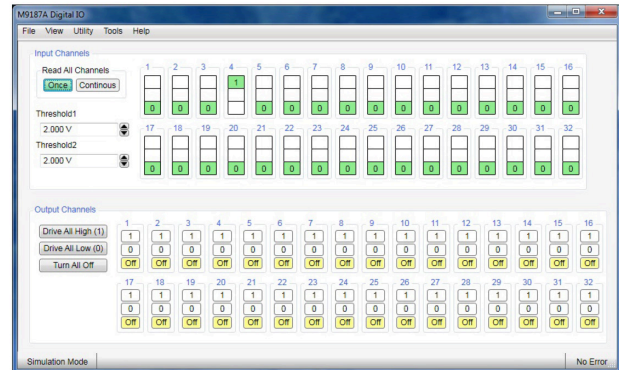 M9187A Digital IO
File View Utility Tools Help
Input Channels
Read All Channels
Once Continous
1 2 3 4 5 6 7 8 9 10 11 12 13 14 15 16
1
0 0 0 0 0 0 0 0 0 0 0 0 0 0 0
Threshold1
2.000 V
Threshold2
2.000 V
17 18 19 20 21 22 23 24 25 26 27 28 29 30 31 32
0 0 0 0 0 0 0 0 0 0 0 0 0 0 0 0
Output Channels
Drive All High (1)
Drive All Low (0)
Turn All Off
1 2 3 4 5 6 7 8 9 10 11 12 13 14 15 16
1 1 1 1 1 1 1 1 1 1 1 1 1 1 1 1
0 0 0 0 0 0 0 0 0 0 0 0 0 0 0 0
Off Off Off Off Off Off Off Off Off Off Off Off Off Off Off Off
17 18 19 20 21 22 23 24 25 26 27 28 29 30 31 32
1 1 1 1 1 1 1 1 1 1 1 1 1 1 1 1
0 0 0 0 0 0 0 0 0 0 0 0 0 0 0 0
Off Off Off Off Off Off Off Off Off Off Off Off Off Off Off Off
Simulation Mode No Error